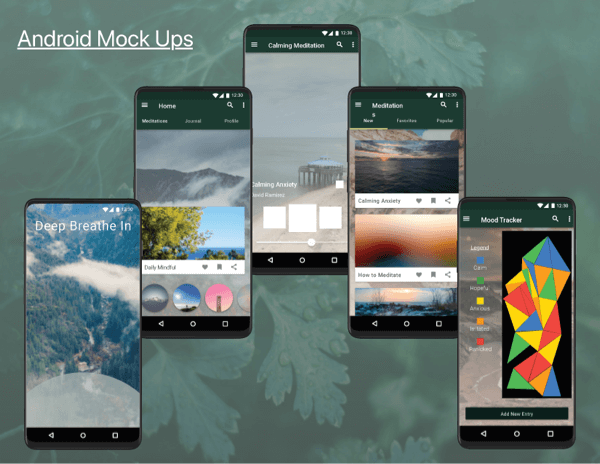 Android Mock Ups
12:30
Calming Meditation
Calming Anxiety
David Ramirez
12:30
Home
Meditations Journal Profile
Daily Mindful
12:30
Meditation
New Favorites Popular
Calming Anxiety
How to Meditate
12:30
Deep Breathe In
12:30
Mood Tracker
Legend
Calm
Hopeful
Anxious
Irritated
Add New Entry